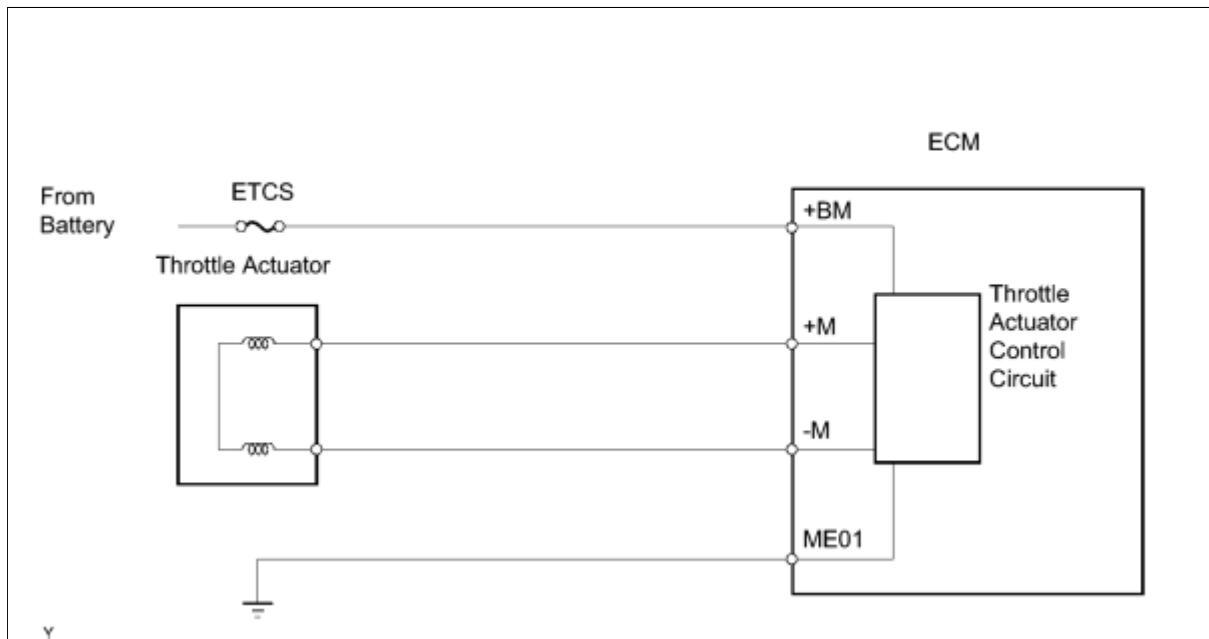 ECM
From
Battery
ETCS
+BM
Throttle Actuator
+M
Throttle
Actuator
Control
Circuit
-M
ME01
Y